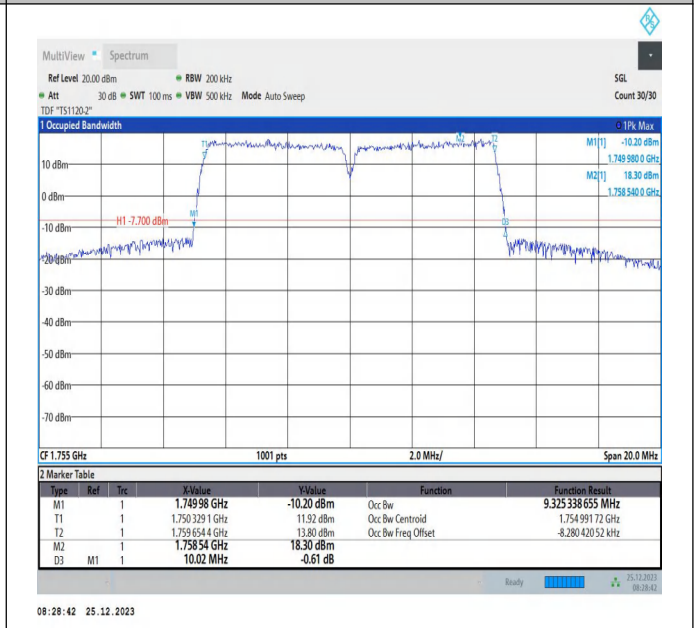 MultiView Spectrum
Ref Level 20.00 dBm RBW 200 kHz SGL
Att 30 dB SWT 100 ms VBW 500 kHz Mode Auto Sweep Count 30/30
TDF "TS1120-2"
1 Occupied Bandwidth 1Pk Max
M1[1] -10.20 dBm
1.749 980 0 GHz
M2[1] 18.30 dBm
1.758 540 0 GHz
T1 M2 T2
10 dBm
0 dBm
M1
H1 -7.700 dBm D3
-10 dBm
-20 dBm
-30 dBm
-40 dBm
-50 dBm
-60 dBm
-70 dBm
CF 1.755 GHz 1001 pts 2.0 MHz/ Span 20.0 MHz
2 Marker Table
Type Ref Trc X-Value Y-Value Function Function Result
M1 1 1.749 98 GHz -10.20 dBm Occ Bw 9.325 338 655 MHz
T1 1 1.750 329 1 GHz 11.92 dBm Occ Bw Centroid 1.754 991 72 GHz
T2 1 1.759 654 4 GHz 13.80 dBm Occ Bw Freq Offset -8.280 420 52 kHz
M2 1 1.758 54 GHz 18.30 dBm
D3 M1 1 10.02 MHz -0.61 dB
Ready 25.12.2023
08:28:42
08:28:42 25.12.2023